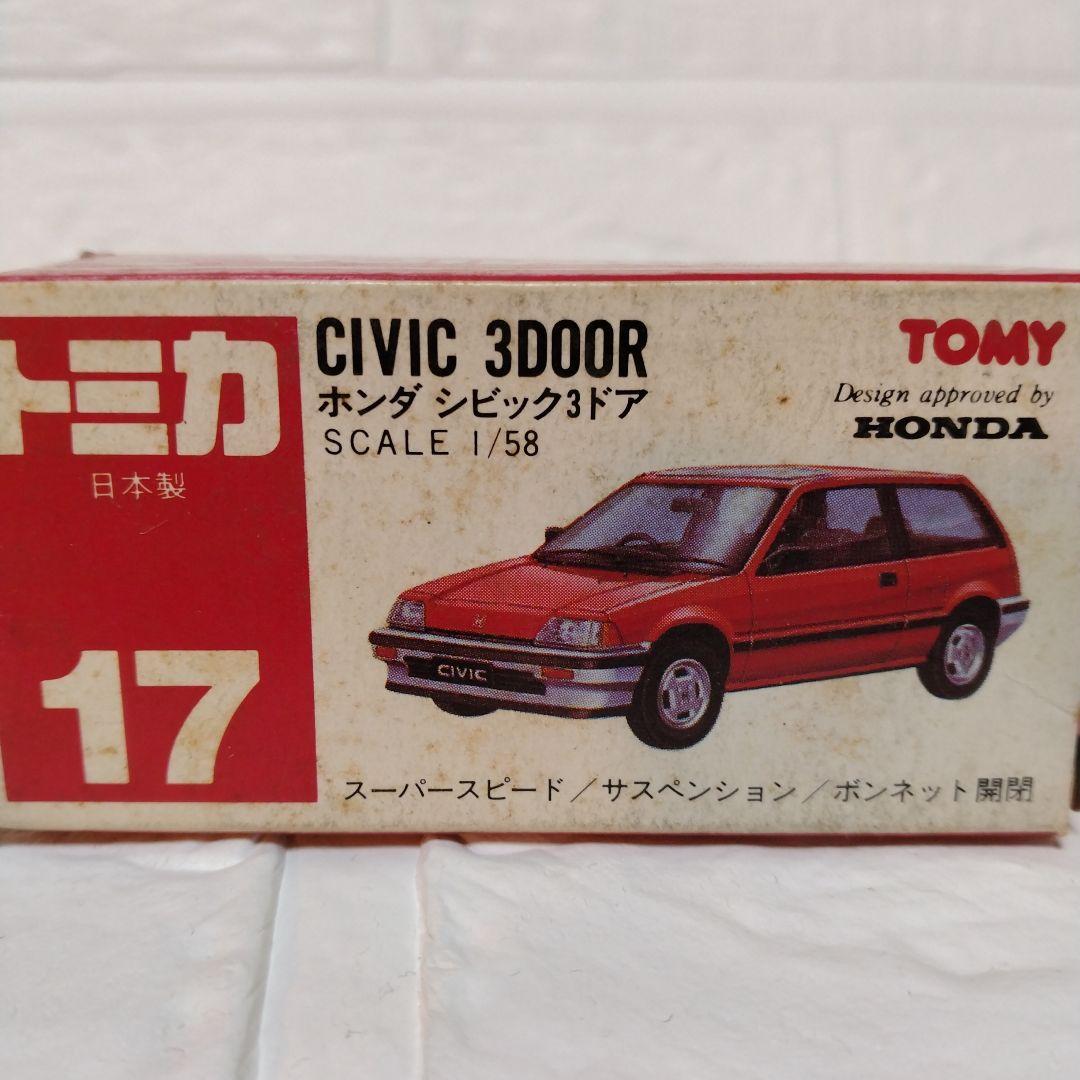 トミカ
日本製
17
CIVIC 3DOOR
ホンダ シビック3ドア
SCALE 1/58
TOMY
Design approved by
HONDA
CIVIC
スーパースピード/サスペンション/ボンネット開閉